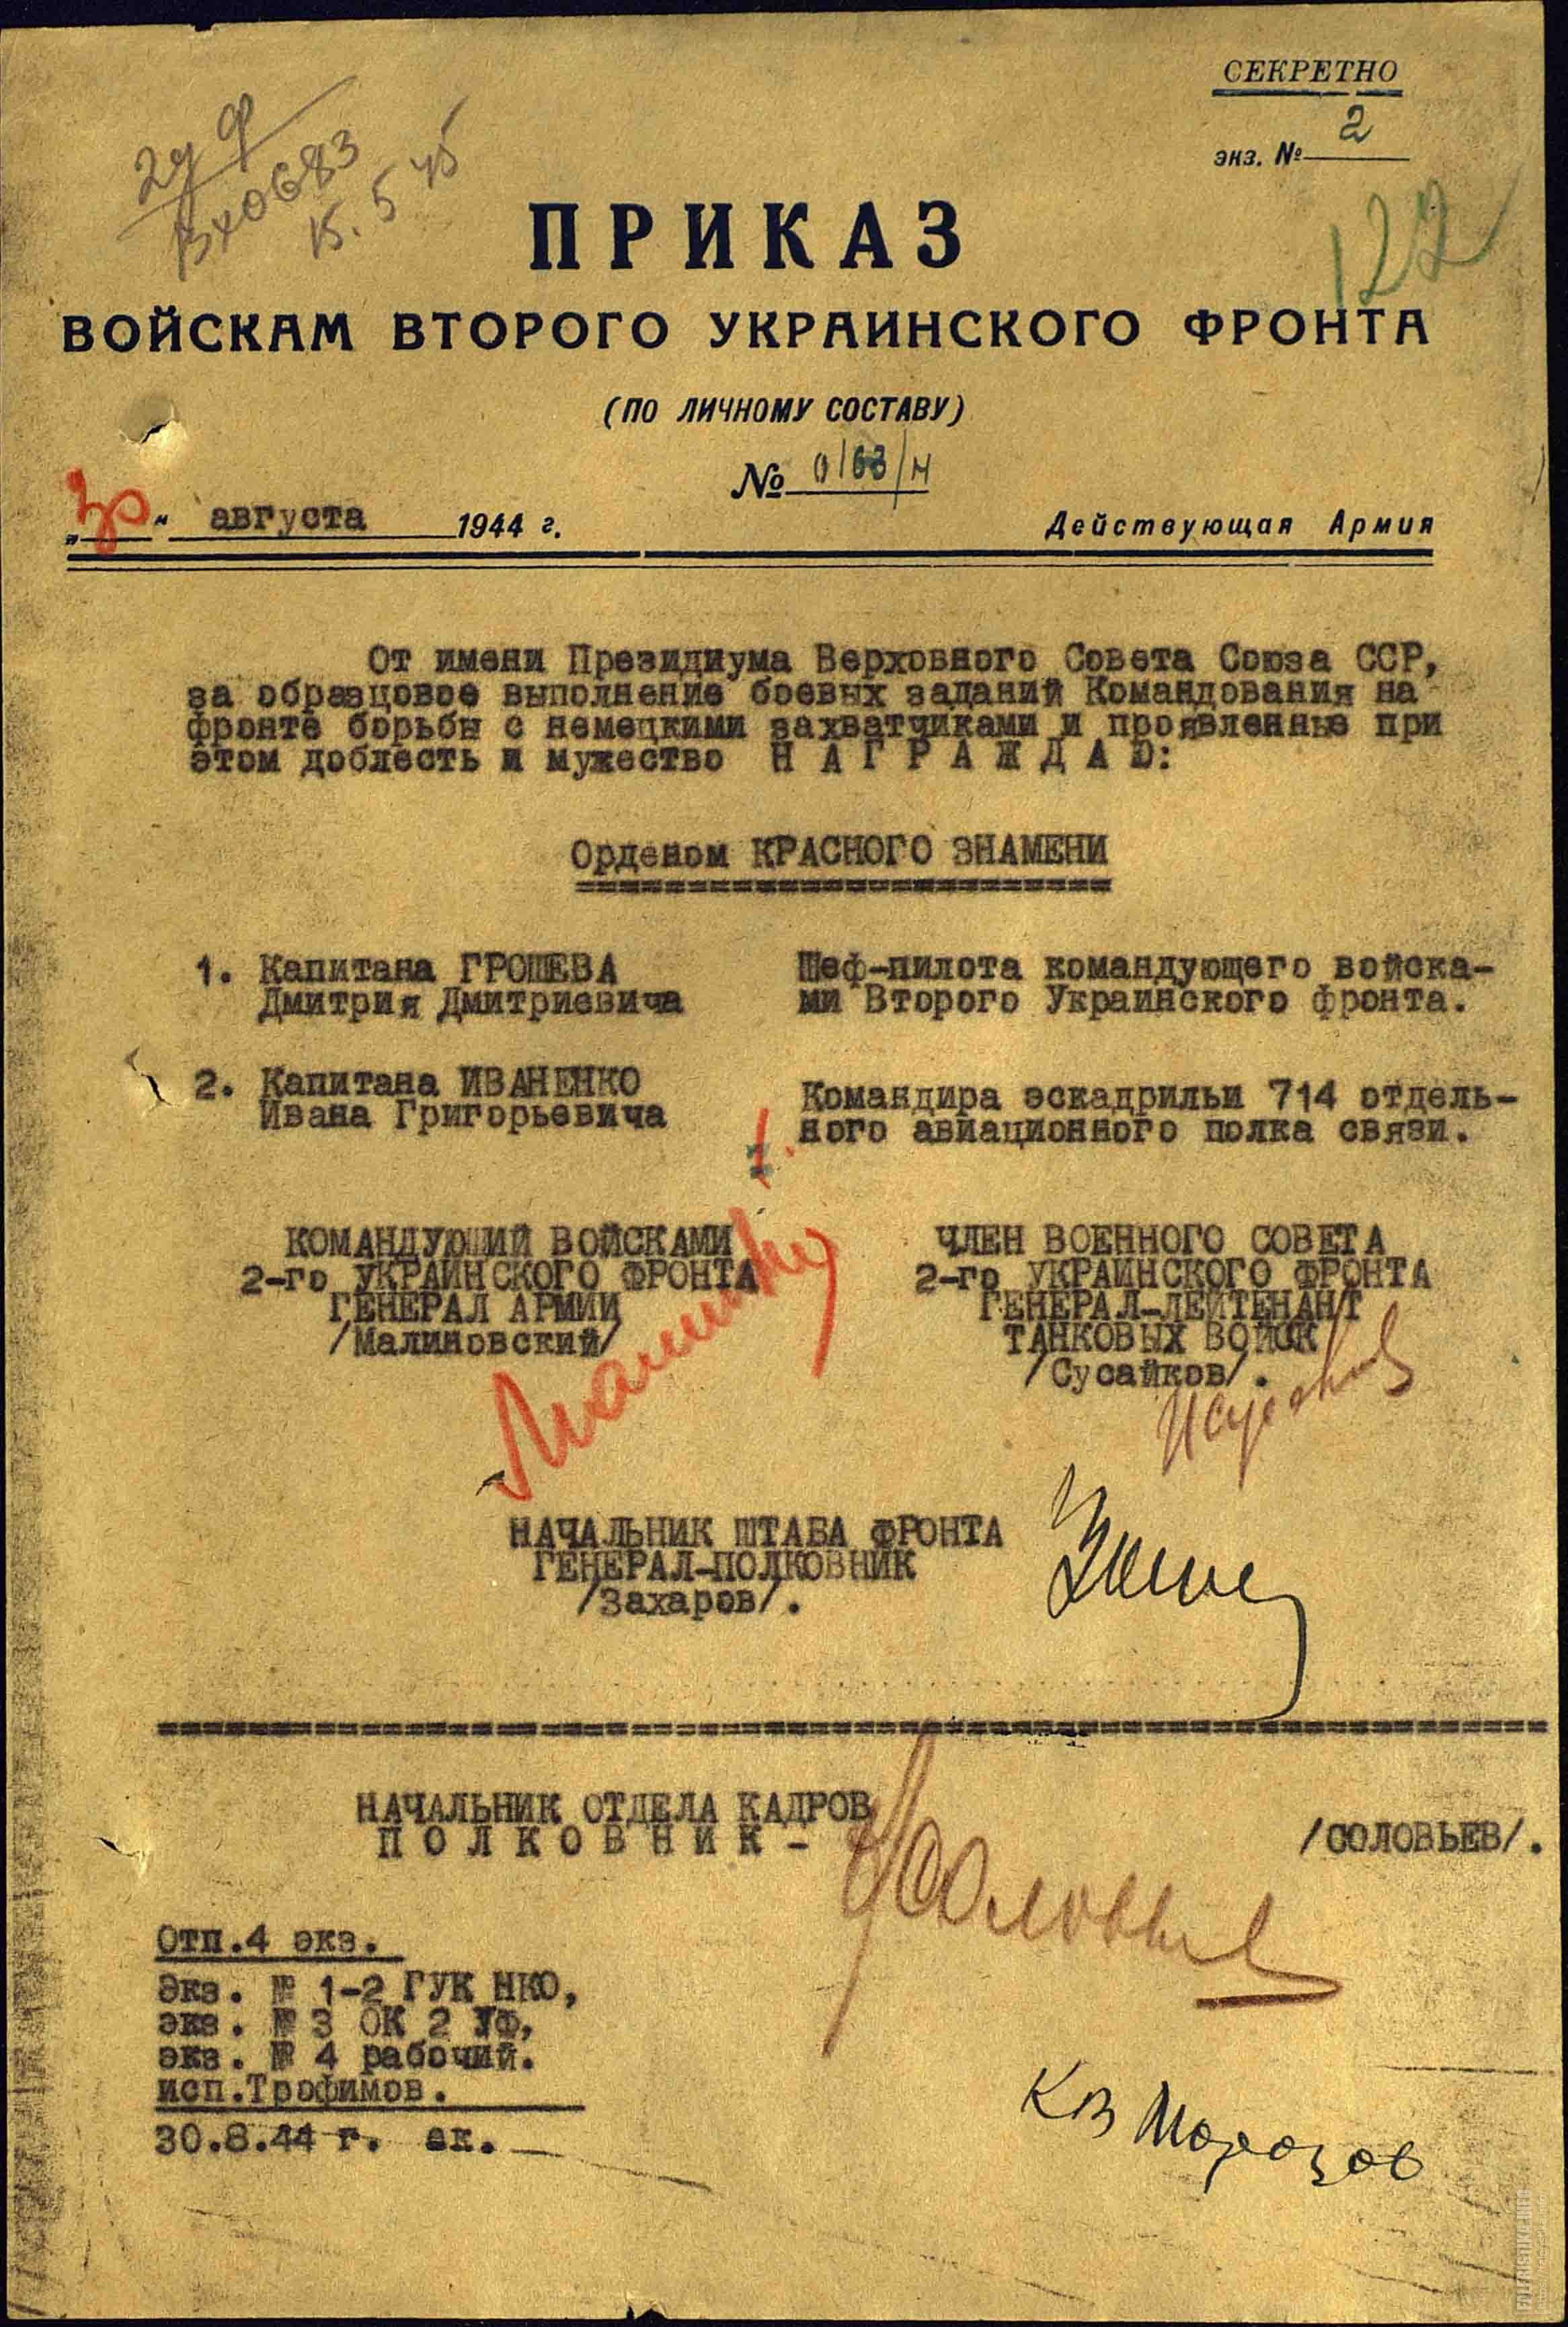 СЕКРЕТНО
экз. № 2
Вх 0683
15.5 45
122
ПРИКАЗ
ВОЙСКАМ ВТОРОГО УКРАИНСКОГО ФРОНТА
(ПО ЛИЧНОМУ СОСТАВУ)
№ 0163/н
„30“ августа 1944 г. Действующая Армия
От имени Президиума Верховного Совета Союза ССР,
за образцовое выполнение боевых заданий Командования на
фронте борьбы с немецкими захватчиками и проявленные при
этом доблесть и мужество Н А Г Р А Ж Д А Ю:
Орденом КРАСНОГО ЗНАМЕНИ
1. Капитана ГРОШЕВА Шеф-пилота командующего войска-
Дмитрия Дмитриевича ми Второго Украинского фронта.
2. Капитана ИВАНЕНКО Командира эскадрильи 714 отдель-
Ивана Григорьевича ного авиационного полка связи.
КОМАНДУЮЩИЙ ВОЙСКАМИ
2-го УКРАИНСКОГО ФРОНТА
ГЕНЕРАЛ АРМИИ
/Малиновский/
ЧЛЕН ВОЕННОГО СОВЕТА
2-го УКРАИНСКОГО ФРОНТА
ГЕНЕРАЛ-ЛЕЙТЕНАНТ
ТАНКОВЫХ ВОЙСК
/Сусайков/.
НАЧАЛЬНИК ШТАБА ФРОНТА
ГЕНЕРАЛ-ПОЛКОВНИК
/Захаров/.
НАЧАЛЬНИК ОТДЕЛА КАДРОВ
П О Л К О В Н И К - /СОЛОВЬЕВ/.
Отп.4 экз.
Экз. № 1-2 ГУК НКО,
экз. № 3 ОК 2 УФ,
экз. № 4 рабочий.
исп.Трофимов.
30.8.44 г. ак.
КВ Морозов